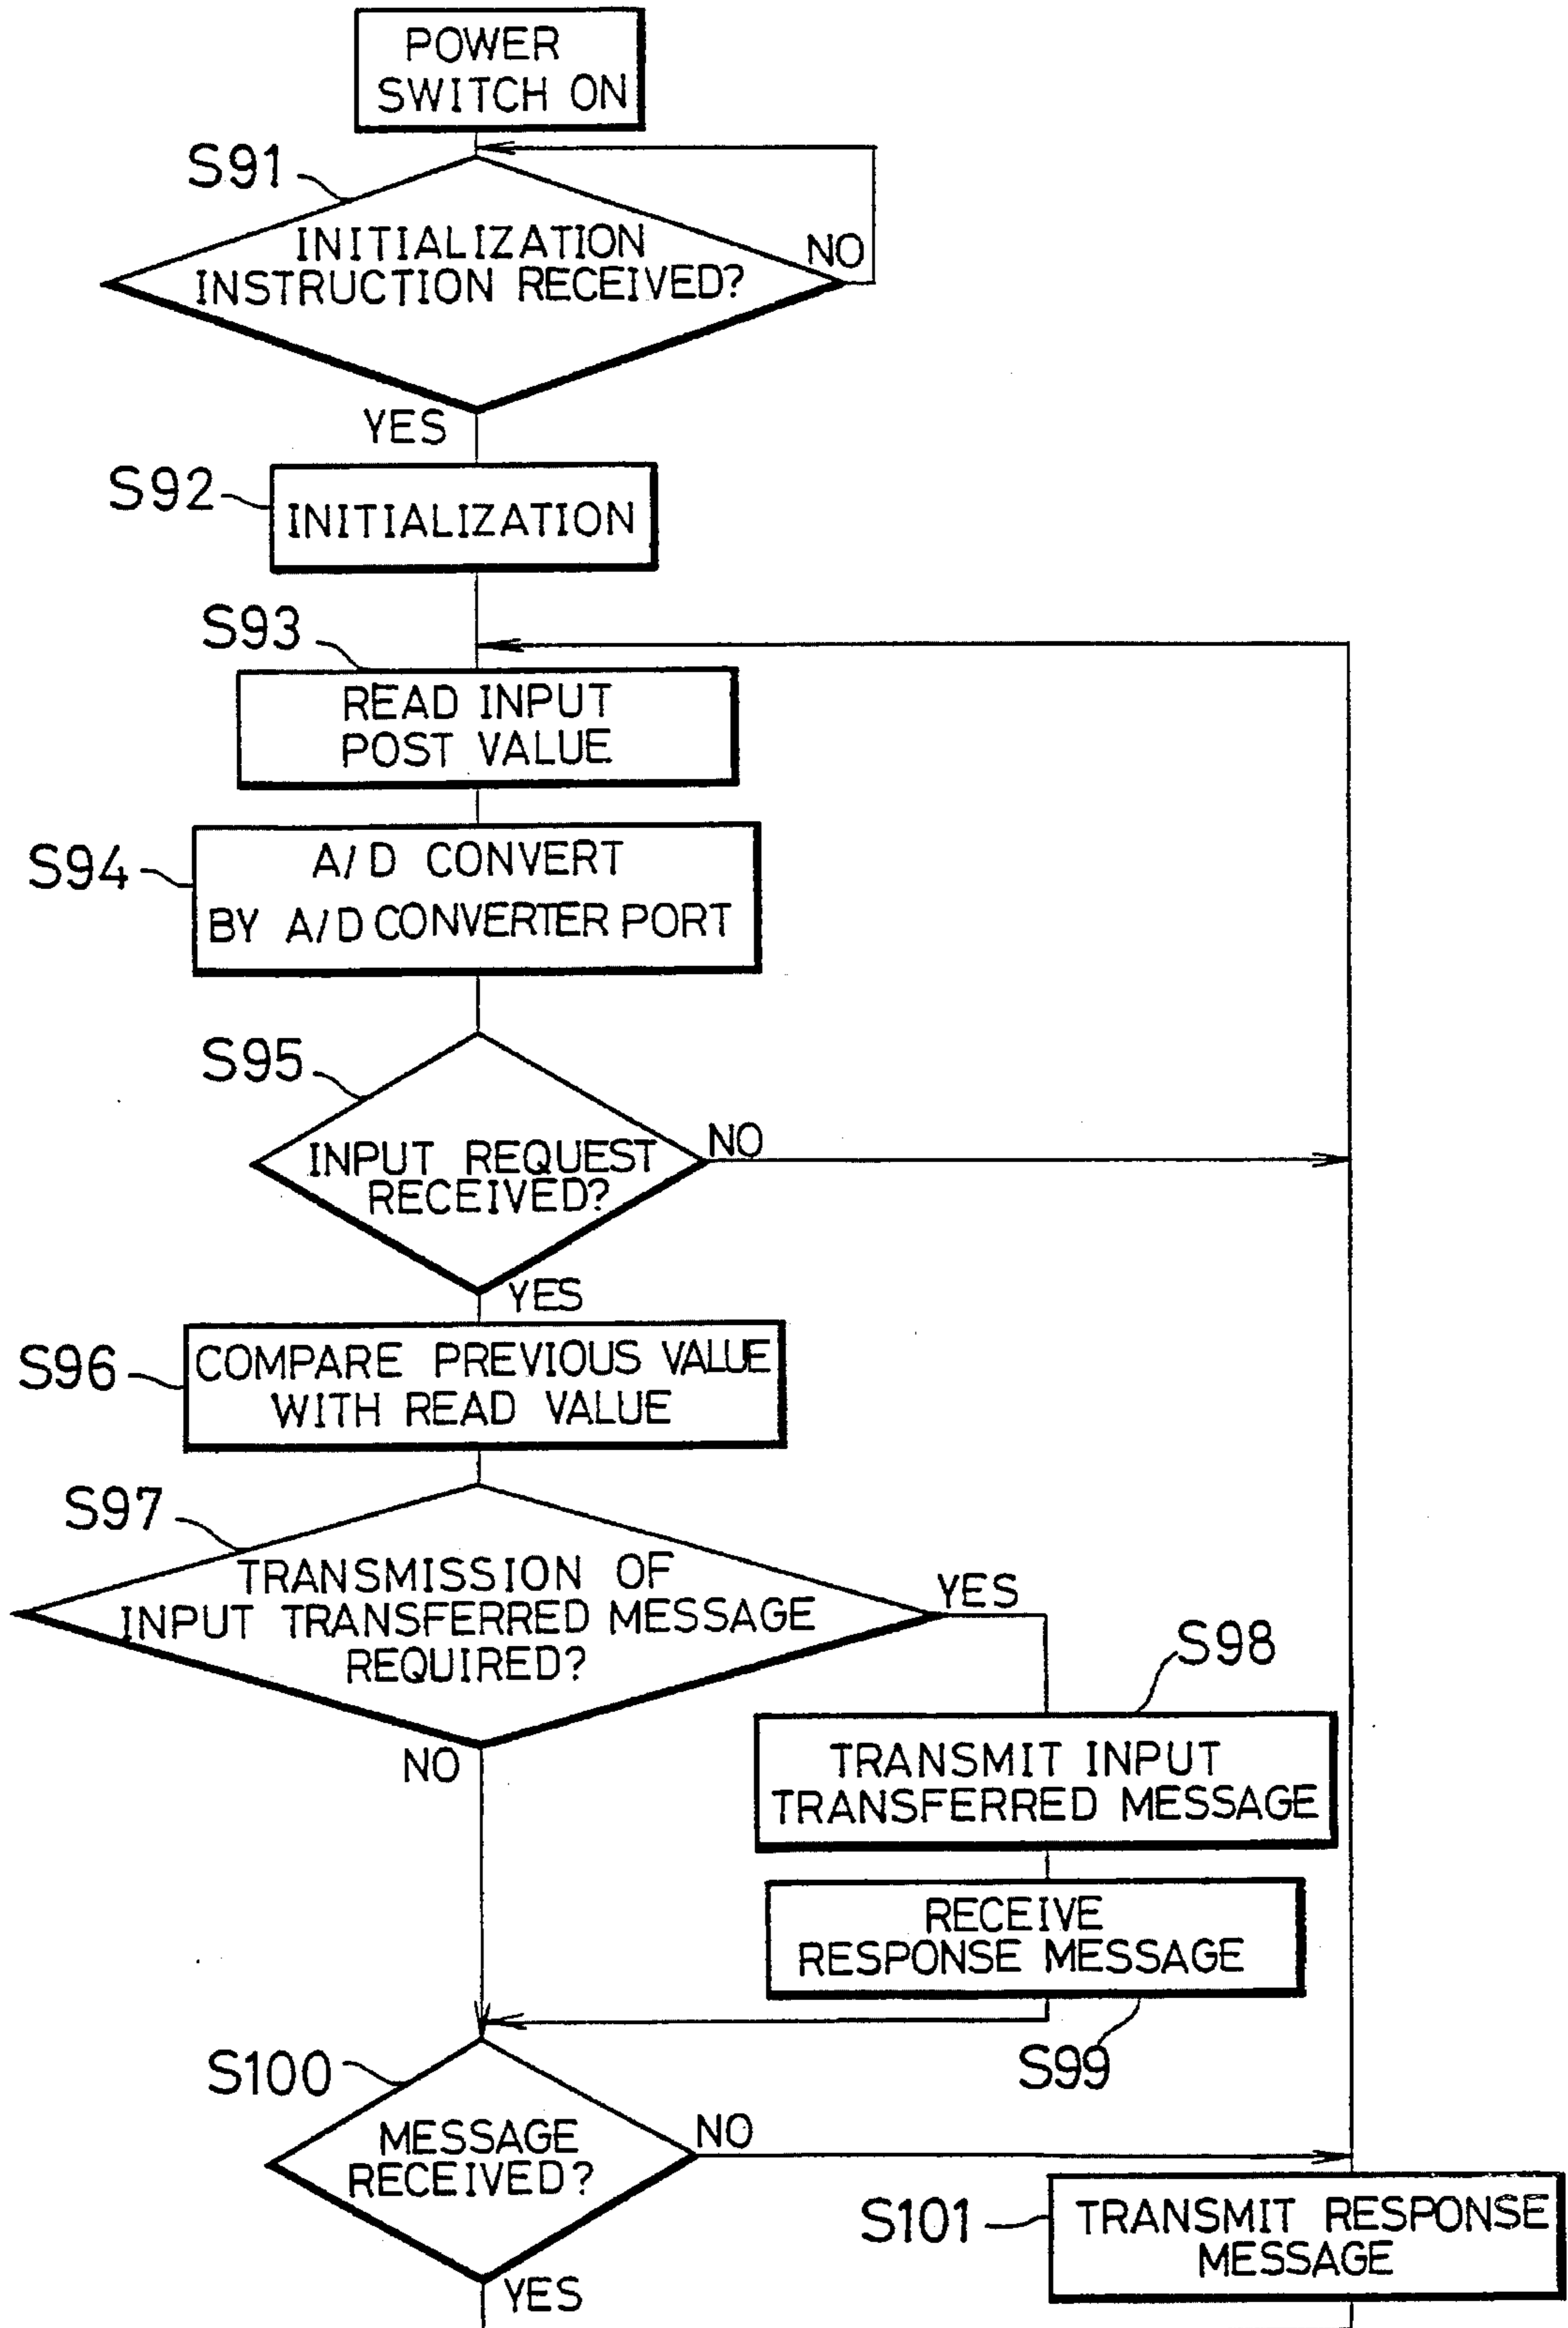 POWER
SWITCH ON
S91
INITIALIZATION
INSTRUCTION RECEIVED?
NO
YES
S92
INITIALIZATION
S93
READ INPUT
POST VALUE
S94
A/D CONVERT
BY A/D CONVERTER PORT
S95
INPUT REQUEST
RECEIVED?
NO
YES
S96
COMPARE PREVIOUS VALUE
WITH READ VALUE
S97
TRANSMISSION OF
INPUT TRANSFERRED MESSAGE
REQUIRED?
YES
NO
S98
TRANSMIT INPUT
TRANSFERRED MESSAGE
RECEIVE
RESPONSE MESSAGE
S99
S100
MESSAGE
RECEIVED?
NO
YES
S101
TRANSMIT RESPONSE
MESSAGE